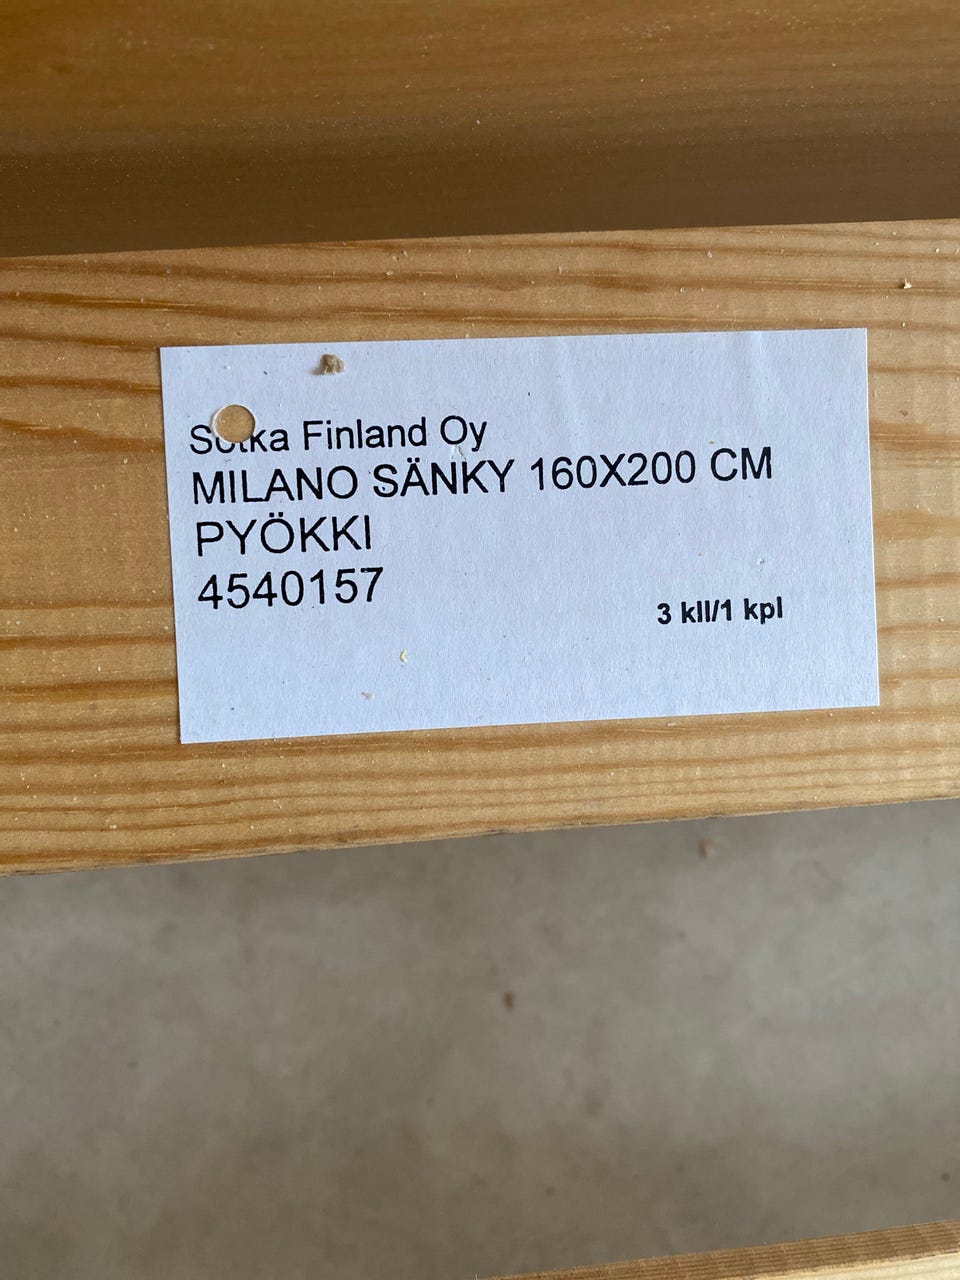 Sotka Finland Oy
MILANO SÄNKY 160X200 CM
PYÖKKI
4540157
3 kll/1 kpl